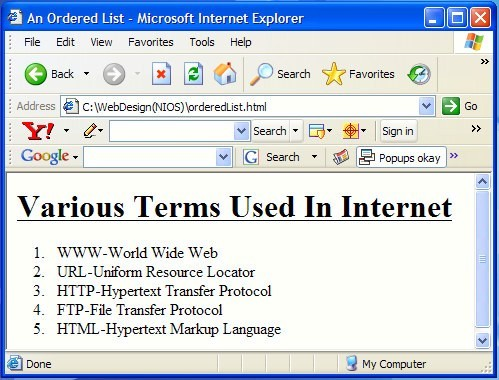 An Ordered List - Microsoft Internet Explorer
File Edit View Favorites Tools Help
Back Search Favorites
Address C:\WebDesign(NIOS)\orderedList.html Go
Y! Search Sign in »
Google G Search Popups okay »
Various Terms Used In Internet
1. WWW-World Wide Web
2. URL-Uniform Resource Locator
3. HTTP-Hypertext Transfer Protocol
4. FTP-File Transfer Protocol
5. HTML-Hypertext Markup Language
Done My Computer